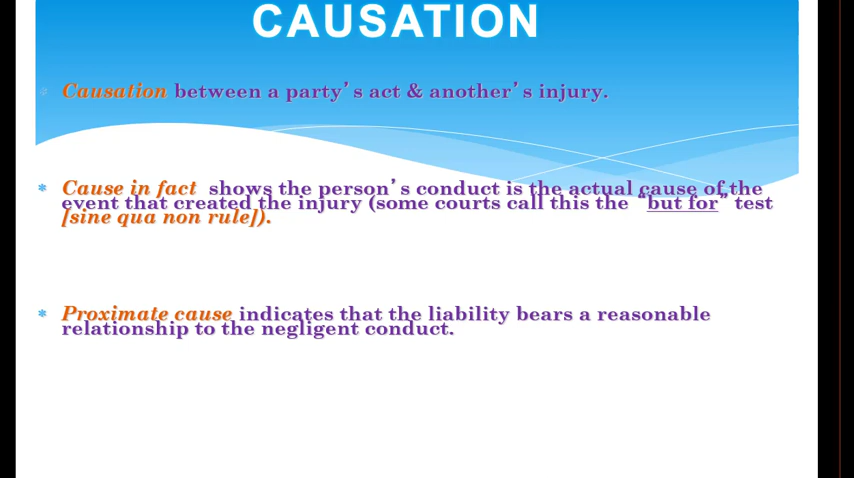 CAUSATION
* Causation between a party’s act & another’s injury.
* Cause in fact shows the person’s conduct is the actual cause of the
event that created the injury (some courts call this the “but for” test
[sine qua non rule]).
* Proximate cause indicates that the liability bears a reasonable
relationship to the negligent conduct.